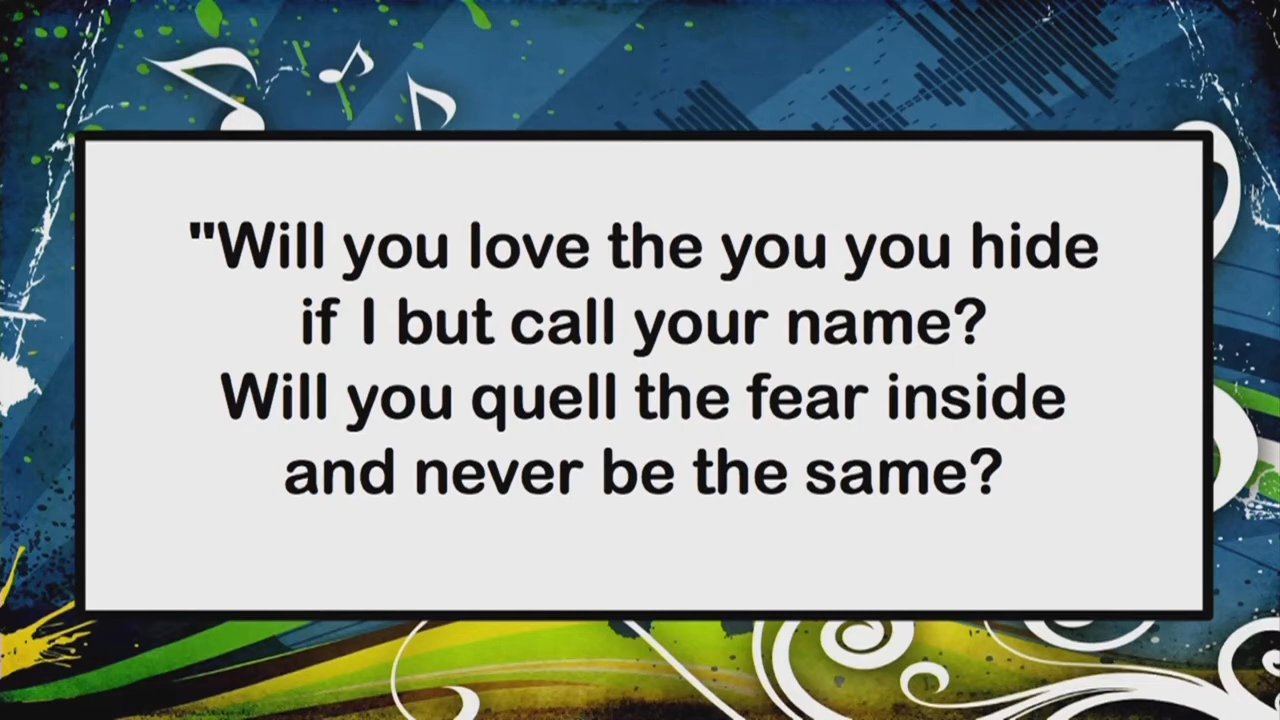 "Will you love the you you hide
if I but call your name?
Will you quell the fear inside
and never be the same?